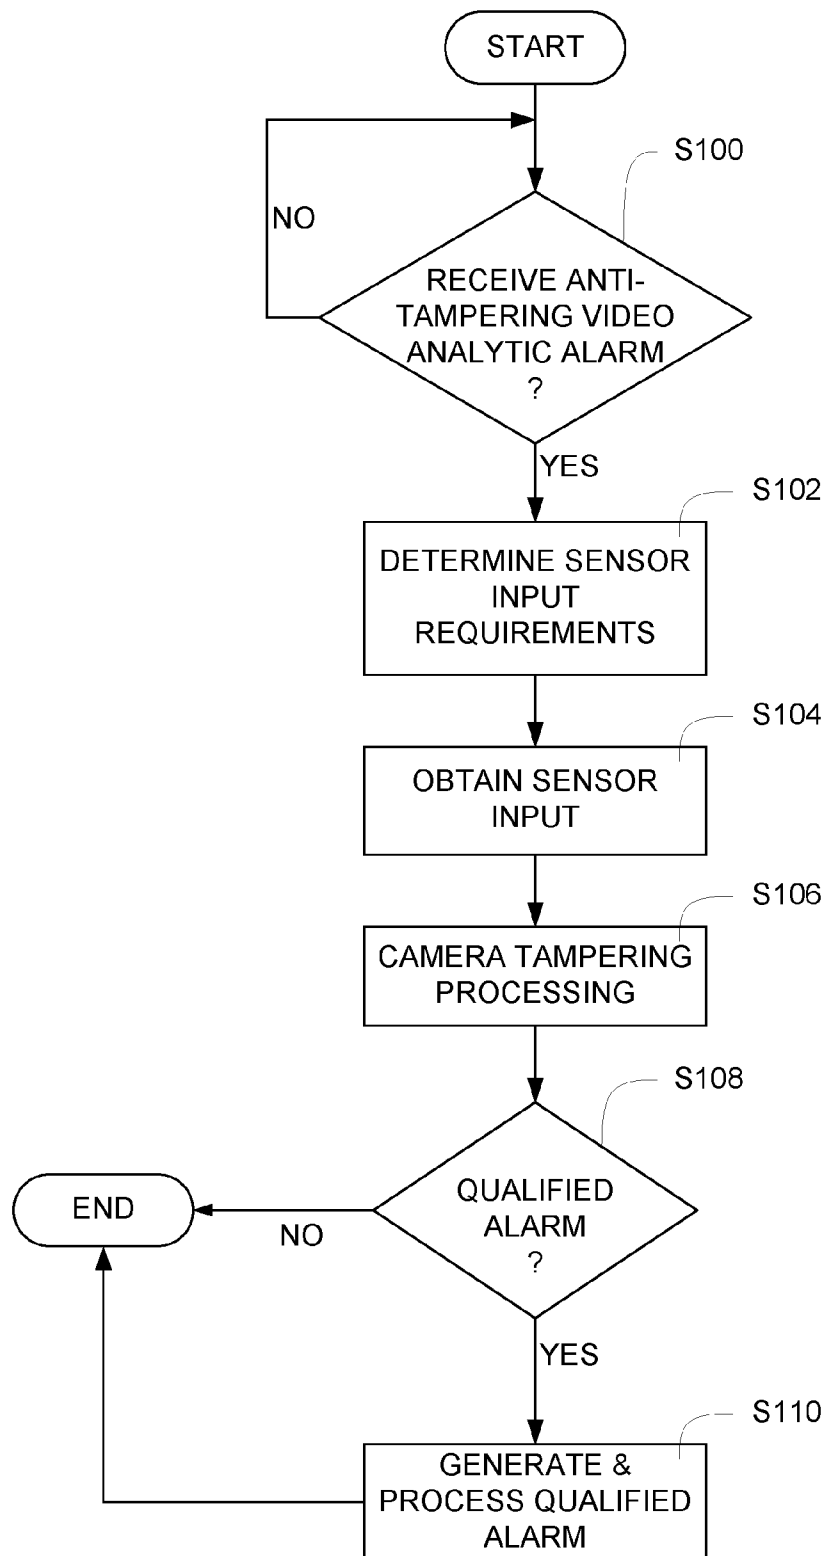 START
S100
NO
RECEIVE ANTI-
TAMPERING VIDEO
ANALYTIC ALARM
?
YES
S102
DETERMINE SENSOR
INPUT
REQUIREMENTS
S104
OBTAIN SENSOR
INPUT
S106
CAMERA TAMPERING
PROCESSING
S108
QUALIFIED
ALARM
?
END
NO
YES
S110
GENERATE &
PROCESS QUALIFIED
ALARM